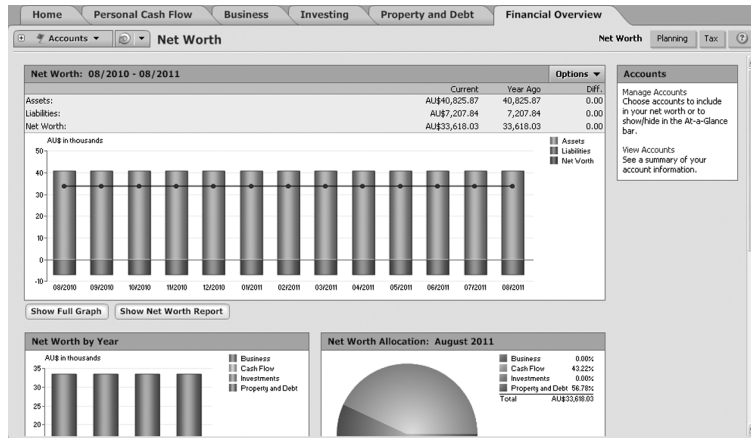 Home Personal Cash Flow Business Investing Property and Debt Financial Overview
Accounts Net Worth Net Worth Planning Tax ?
Net Worth: 08/2010 - 08/2011 Options
Current Year Ago Diff.
Assets: AU$40,825.87 40,825.87 0.00
Liabilities: AU$7,207.84 7,207.84 0.00
Net Worth: AU$33,618.03 33,618.03 0.00
AU$ in thousands
50
40
30
20
10
0
-10
08/2010 09/2010 10/2010 11/2010 12/2010 01/2011 02/2011 03/2011 04/2011 05/2011 06/2011 07/2011 08/2011
Assets
Liabilities
Net Worth
Accounts
Manage Accounts
Choose accounts to include
in your net worth or to
show/hide in the At-a-Glance
bar.
View Accounts
See a summary of your
account information.
Show Full Graph Show Net Worth Report
Net Worth by Year
AU$ in thousands
35
30
25
20
Business
Cash Flow
Investments
Property and Debt
Net Worth Allocation: August 2011
Business 0.00%
Cash Flow 43.22%
Investments 0.00%
Property and Debt 56.78%
Total AU$33,618.03